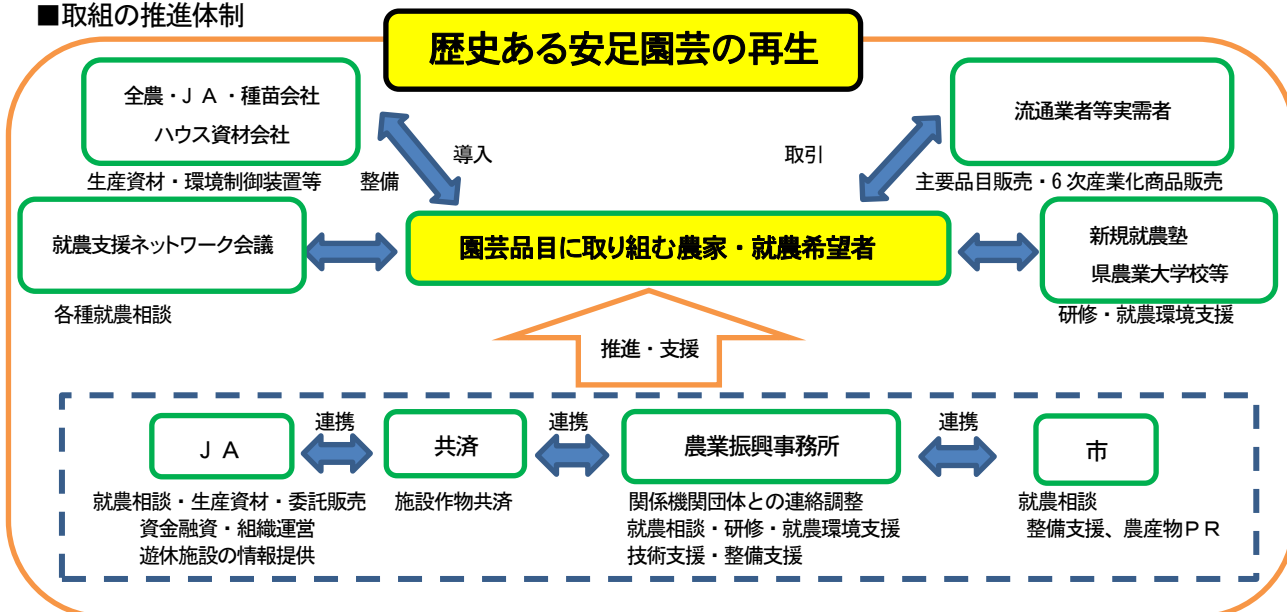 ■取組の推進体制
歴史ある安足園芸の再生
全農・JA・種苗会社
ハウス資材会社
生産資材・環境制御装置等
整備
導入
取引
流通業者等実需者
主要品目販売・6次産業化商品販売
就農支援ネットワーク会議
各種就農相談
園芸品目に取り組む農家・就農希望者
新規就農塾
県農業大学校等
研修・就農環境支援
推進・支援
JA
連携
共済
連携
農業振興事務所
連携
市
就農相談・生産資材・委託販売
資金融資・組織運営
遊休施設の情報提供
施設作物共済
関係機関団体との連絡調整
就農相談・研修・就農環境支援
技術支援・整備支援
就農相談
整備支援、農産物PR